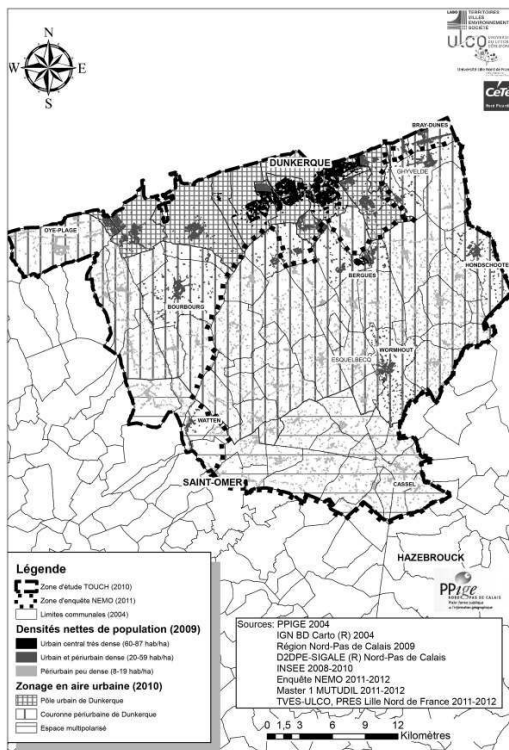 N
W E
S
TERRITOIRES
VILLES
ENVIRONNEMENT
SOCIÉTÉ
ulco
PPige
BRAY-DUNES
DUNKERQUE
GHYVELDE
OYE-PLAGE
HONDSCHOOTE
BERGUES
BOURBOURG
WORMHOUT
ESQUELBECQ
WATTEN
SAINT-OMER
CASSEL
HAZEBROUCK
Légende
Zone d'étude TOUCH (2010)
Zone d'enquête NEMO (2011)
Limites communales (2004)
Densités nettes de population (2009)
Urbain central très dense (60-87 hab/ha)
Urbain et périurbain dense (20-59 hab/ha)
Périurbain peu dense (8-19 hab/ha)
Zonage en aire urbaine (2010)
Pôle urbain de Dunkerque
Couronne périurbaine de Dunkerque
Espace multipolarisé
Sources: PPIGE 2004
IGN BD Carto (R) 2004
Région Nord-Pas de Calais 2009
D2DPE-SIGALE (R) Nord-Pas de Calais
INSEE 2008-2010
Enquête NEMO 2011-2012
Master 1 MUTUDIL 2011-2012
TVES-ULCO, PRES Lille Nord de France 2011-2012
0 1,5 3 6 9 12
Kilomètres